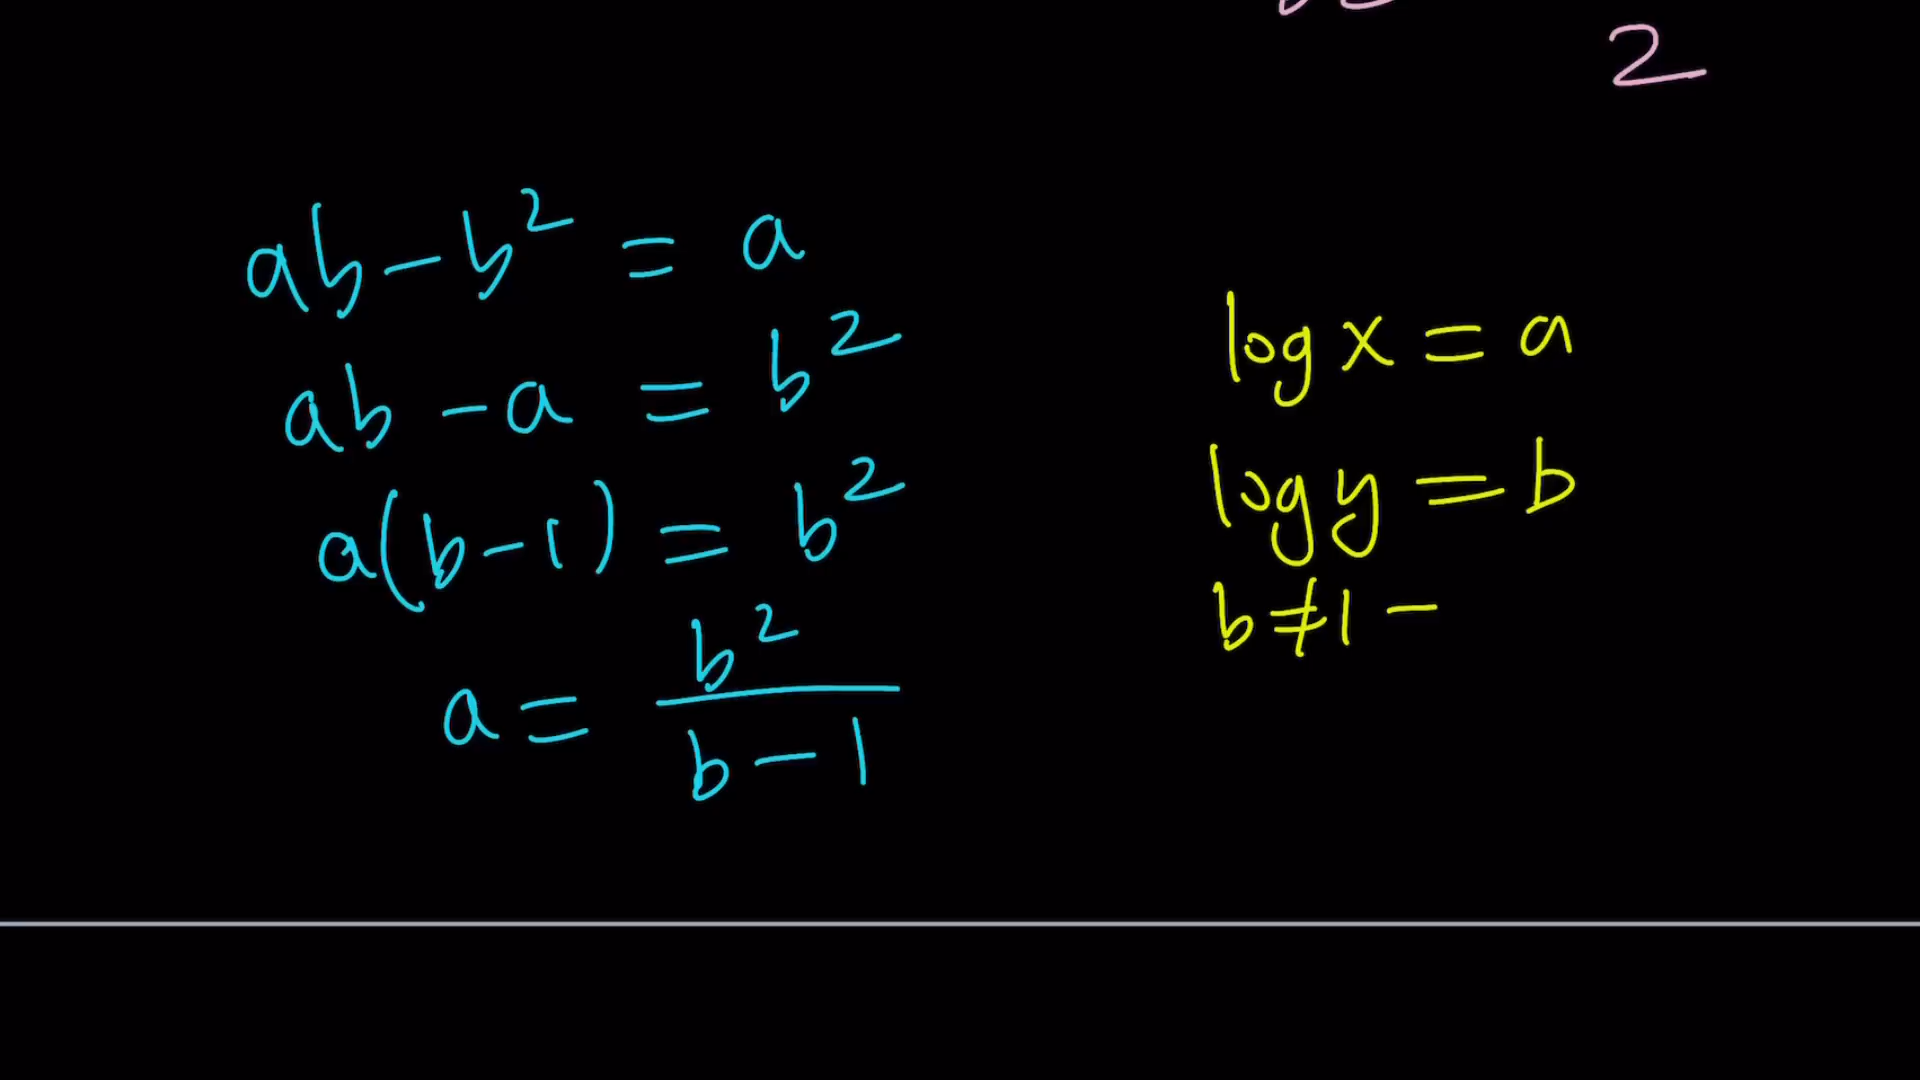 2
ab - b² = a
ab - a = b²
a(b-1) = b²
a = b²/(b-1)
log x = a
log y = b
b ≠ 1 -